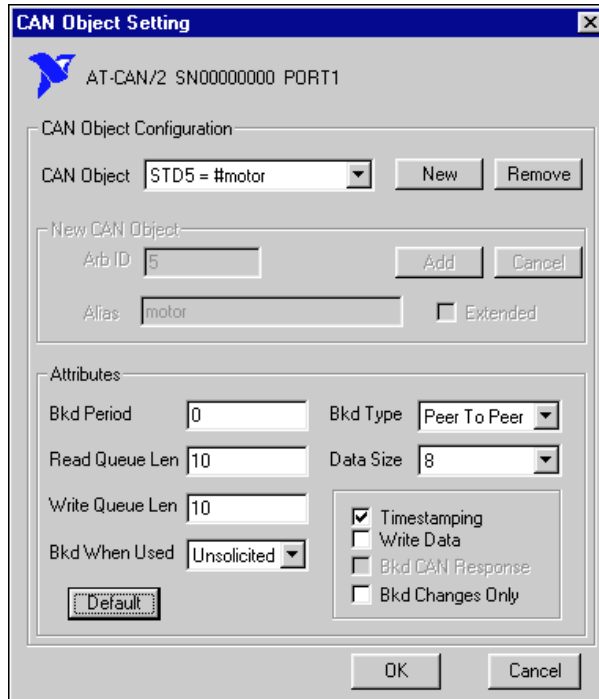 CAN Object Setting
AT-CAN/2 SN00000000 PORT1
CAN Object Configuration
CAN Object STD5 = #motor New Remove
New CAN Object
Arb ID 5 Add Cancel
Alias motor Extended
Attributes
Bkd Period 0 Bkd Type Peer To Peer
Read Queue Len 10 Data Size 8
Write Queue Len 10
Timestamping
Write Data
Bkd When Used Unsolicited
Bkd CAN Response
Bkd Changes Only
Default
OK Cancel